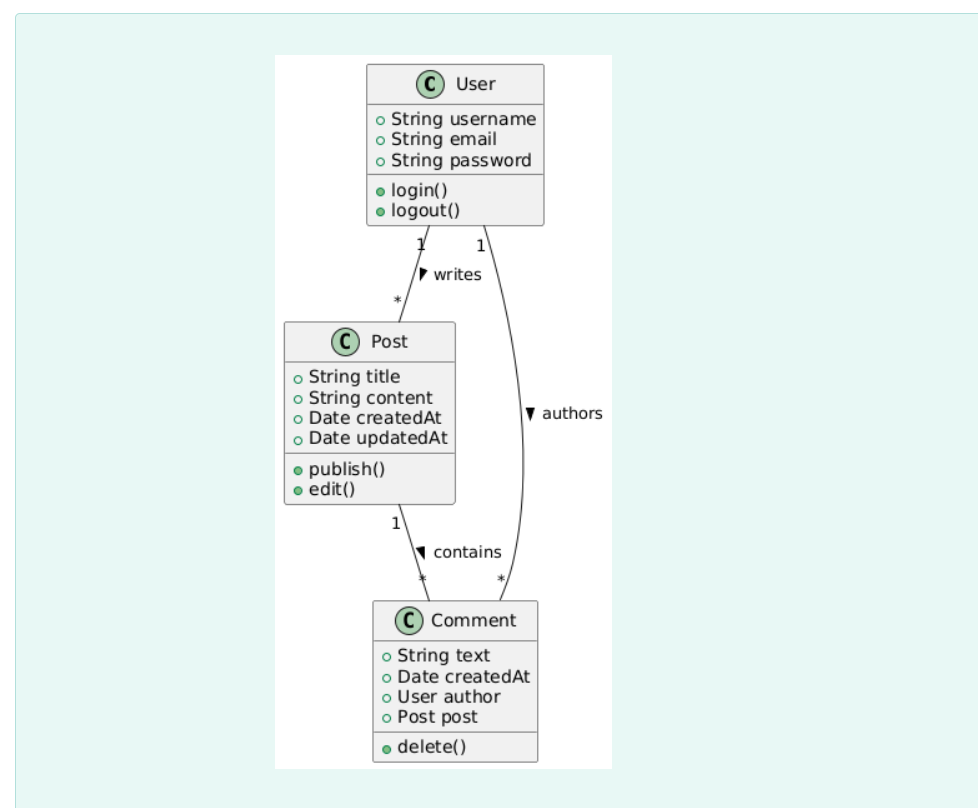 C User
String username
String email
String password
login()
logout()
1
1
writes
*
C Post
String title
String content
Date createdAt
Date updatedAt
publish()
edit()
authors
1
contains
*
*
C Comment
String text
Date createdAt
User author
Post post
delete()